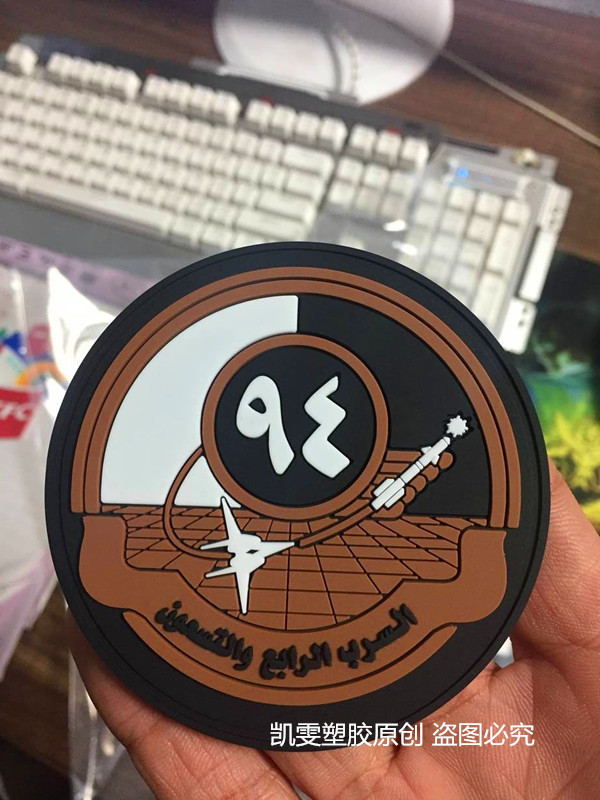 ٩٤
السرب الرابع والتسعون
凯雯塑胶原创 盗图必究